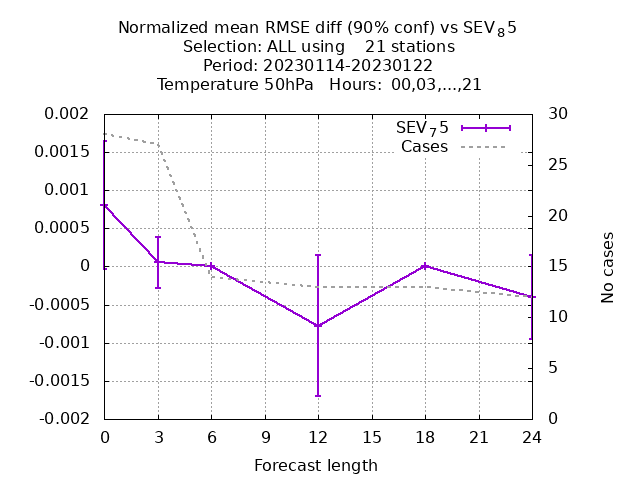 Normalized mean RMSE diff (90% conf) vs SEV₈5
Selection: ALL using    21 stations
Period: 20230114-20230122
Temperature 50hPa   Hours:  00,03,...,21
0.002
0.0015
0.001
0.0005
0
-0.0005
-0.001
-0.0015
-0.002
30
25
20
15
10
5
0
SEV₇5
Cases
No cases
0 3 6 9 12 15 18 21 24
Forecast length